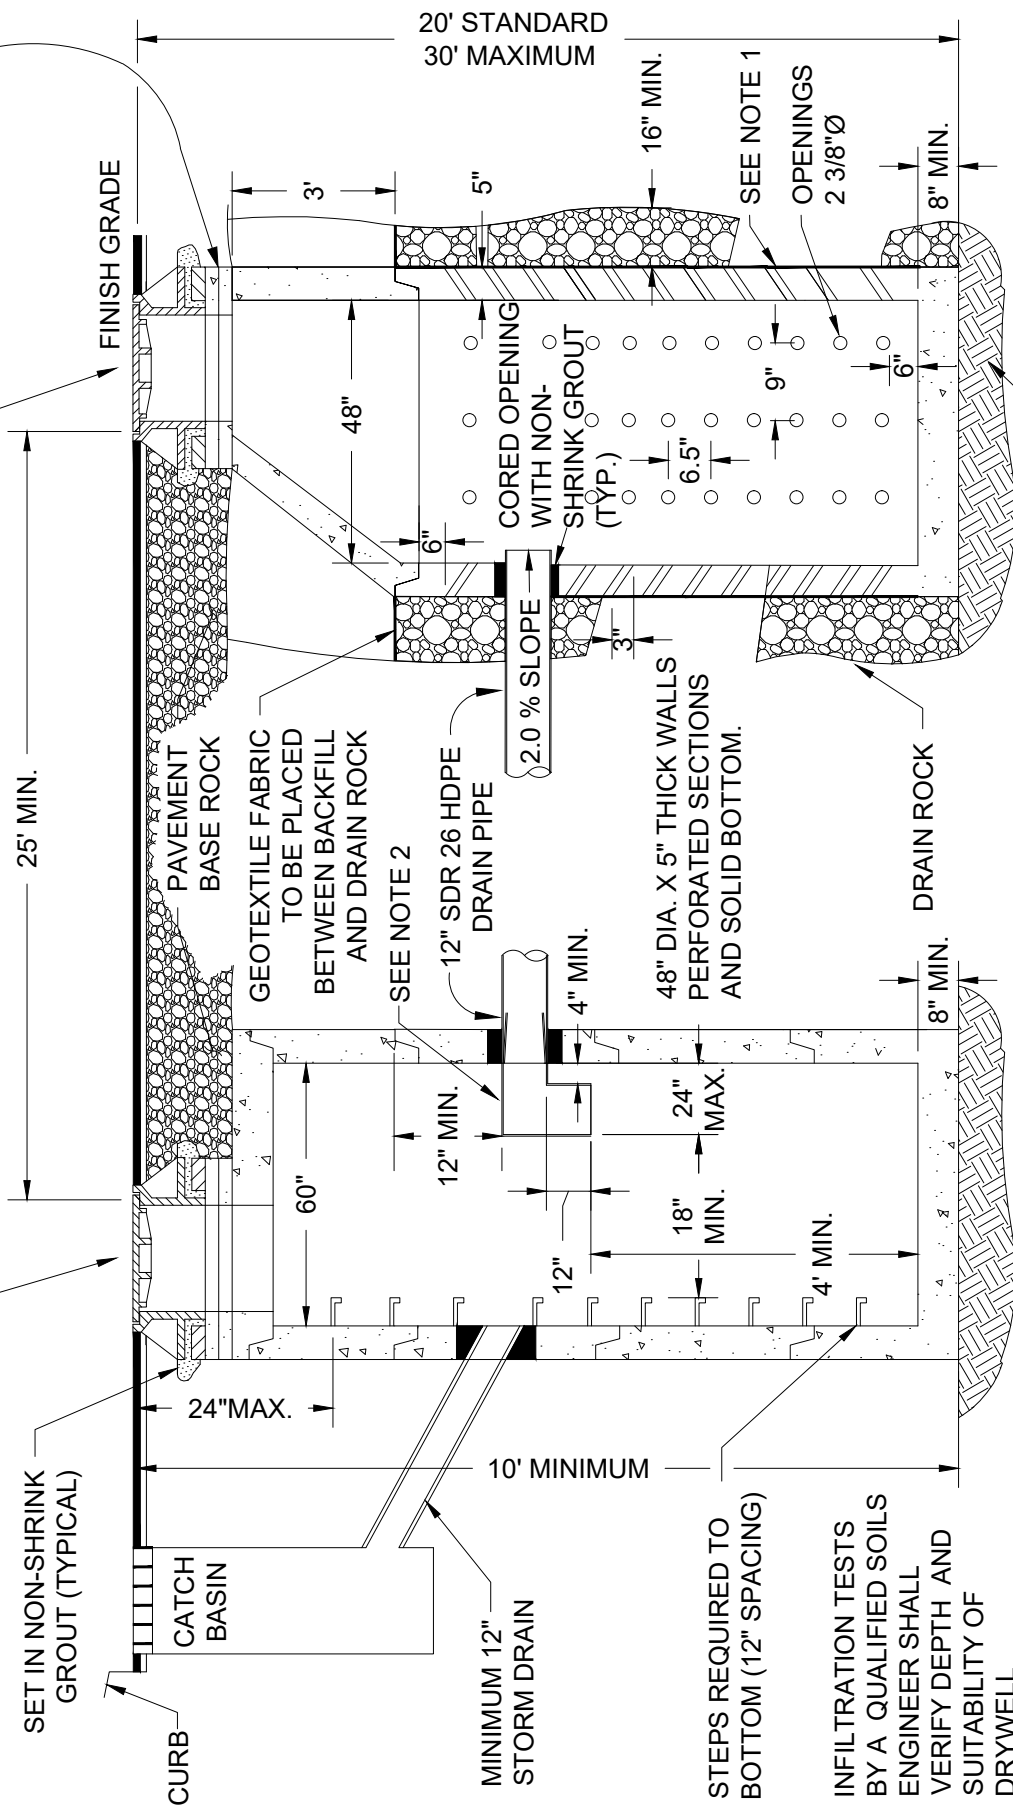 20' STANDARD
30' MAXIMUM
25' MIN.
FINISH GRADE
3'
5"
16" MIN.
SEE NOTE 1
OPENINGS
2 3/8"Ø
8" MIN.
48"
CORED OPENING
WITH NON-
SHRINK GROUT
(TYP.)
9"
6"
6.5"
6"
2.0 % SLOPE
3"
PAVEMENT
BASE ROCK
GEOTEXTILE FABRIC
TO BE PLACED
BETWEEN BACKFILL
AND DRAIN ROCK
SEE NOTE 2
12" SDR 26 HDPE
DRAIN PIPE
48" DIA. X 5" THICK WALLS
PERFORATED SECTIONS
AND SOLID BOTTOM.
DRAIN ROCK
8" MIN.
4" MIN.
24"
MAX.
12" MIN.
60"
18"
MIN.
12"
4' MIN.
24"MAX.
10' MINIMUM
SET IN NON-SHRINK
GROUT (TYPICAL)
CATCH
BASIN
CURB
MINIMUM 12"
STORM DRAIN
STEPS REQUIRED TO
BOTTOM (12" SPACING)
INFILTRATION TESTS
BY A QUALIFIED SOILS
ENGINEER SHALL
VERIFY DEPTH AND
SUITABILITY OF
DRYWELL